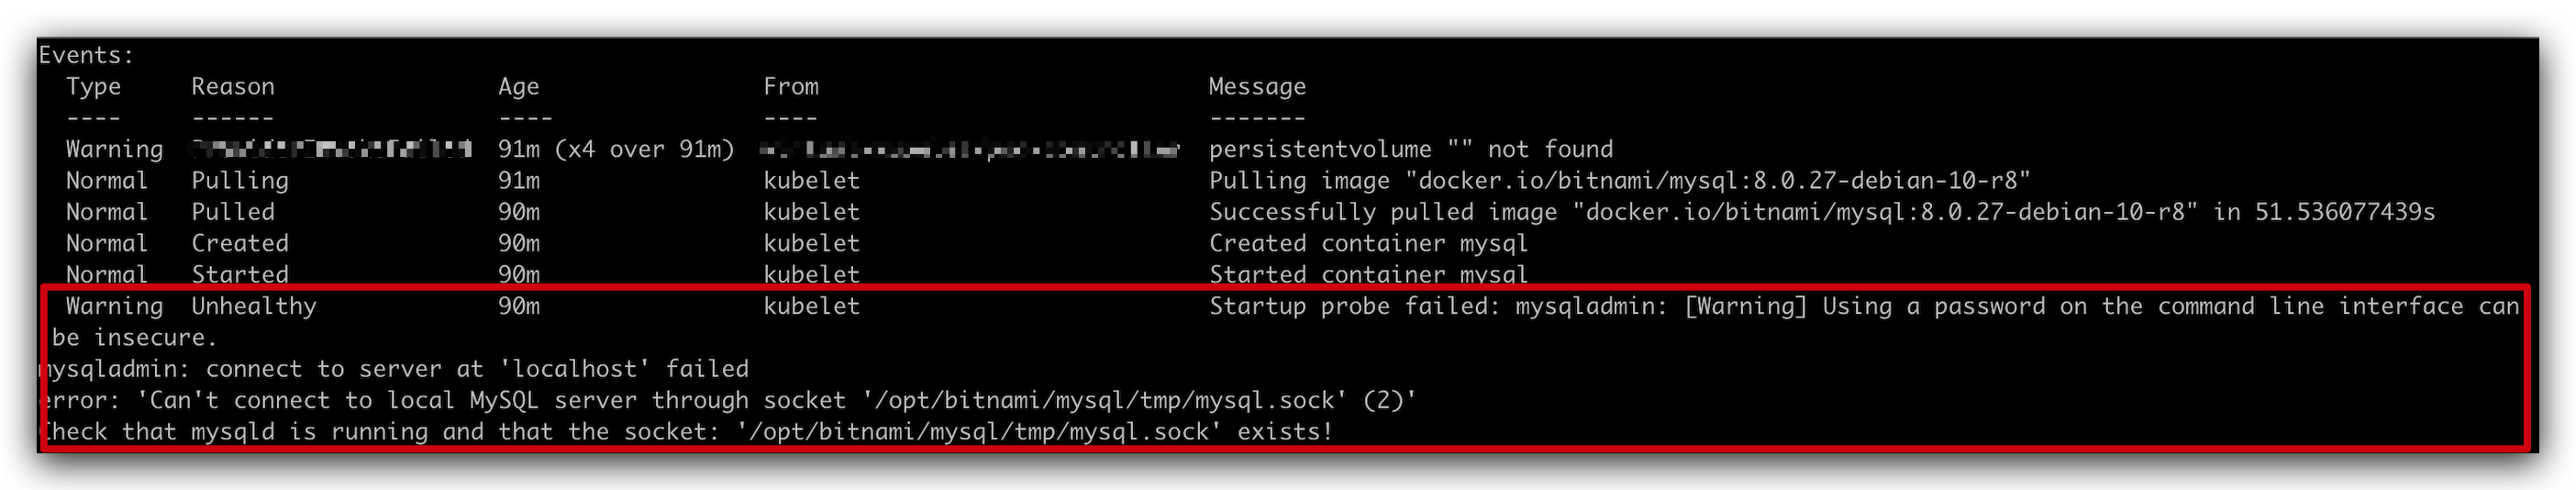 Events:
Type Reason Age From Message
---- ------ ---- ---- -------
Warning 91m (x4 over 91m) persistentvolume "" not found
Normal Pulling 91m kubelet Pulling image "docker.io/bitnami/mysql:8.0.27-debian-10-r8"
Normal Pulled 90m kubelet Successfully pulled image "docker.io/bitnami/mysql:8.0.27-debian-10-r8" in 51.536077439s
Normal Created 90m kubelet Created container mysql
Normal Started 90m kubelet Started container mysql
Warning Unhealthy 90m kubelet Startup probe failed: mysqladmin: [Warning] Using a password on the command line interface can
be insecure.
mysqladmin: connect to server at 'localhost' failed
error: 'Can't connect to local MySQL server through socket '/opt/bitnami/mysql/tmp/mysql.sock' (2)'
Check that mysqld is running and that the socket: '/opt/bitnami/mysql/tmp/mysql.sock' exists!